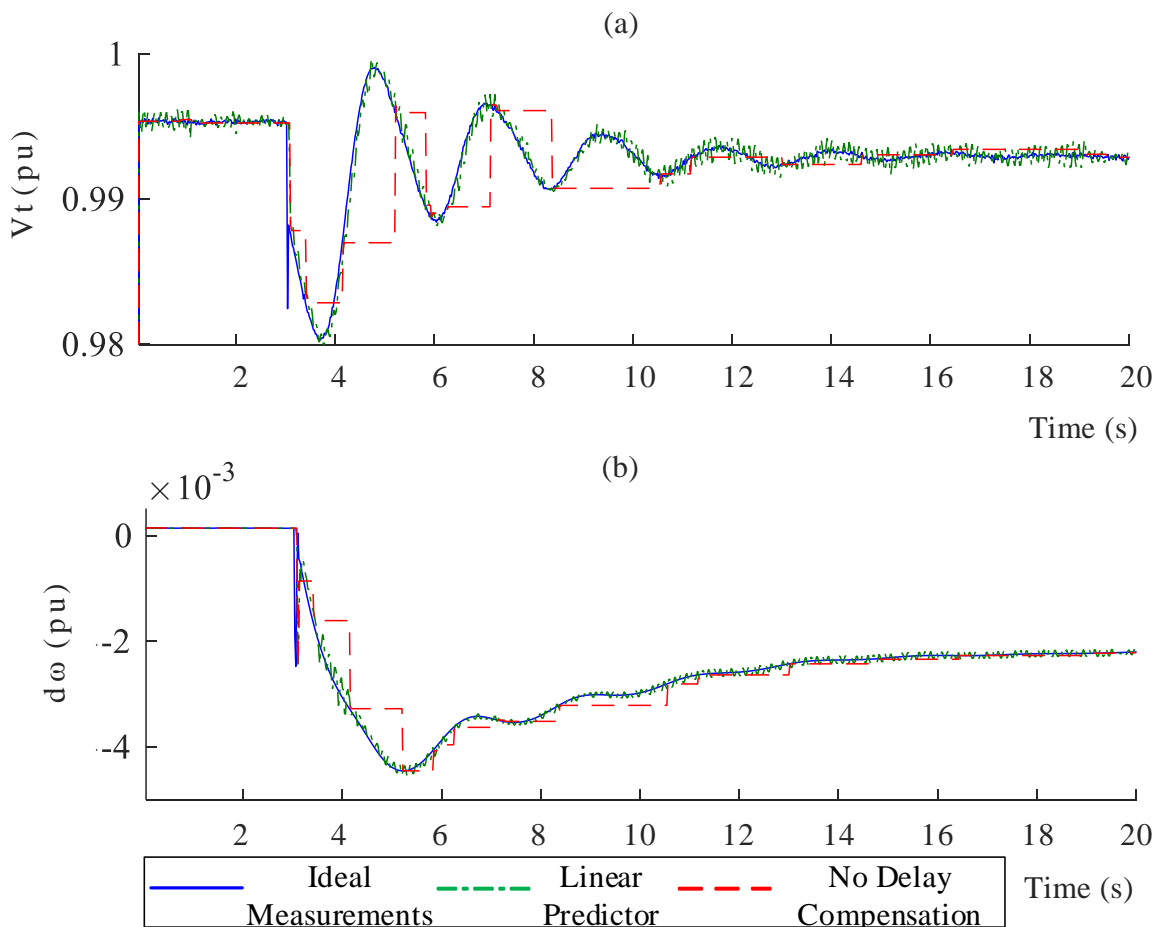 (a)
1
0.99
0.98
Vt (pu)
2 4 6 8 10 12 14 16 18 20
Time (s)
(b)
×10⁻³
0
-2
-4
dω (pu)
2 4 6 8 10 12 14 16 18 20
Time (s)
Ideal Measurements
Linear Predictor
No Delay Compensation